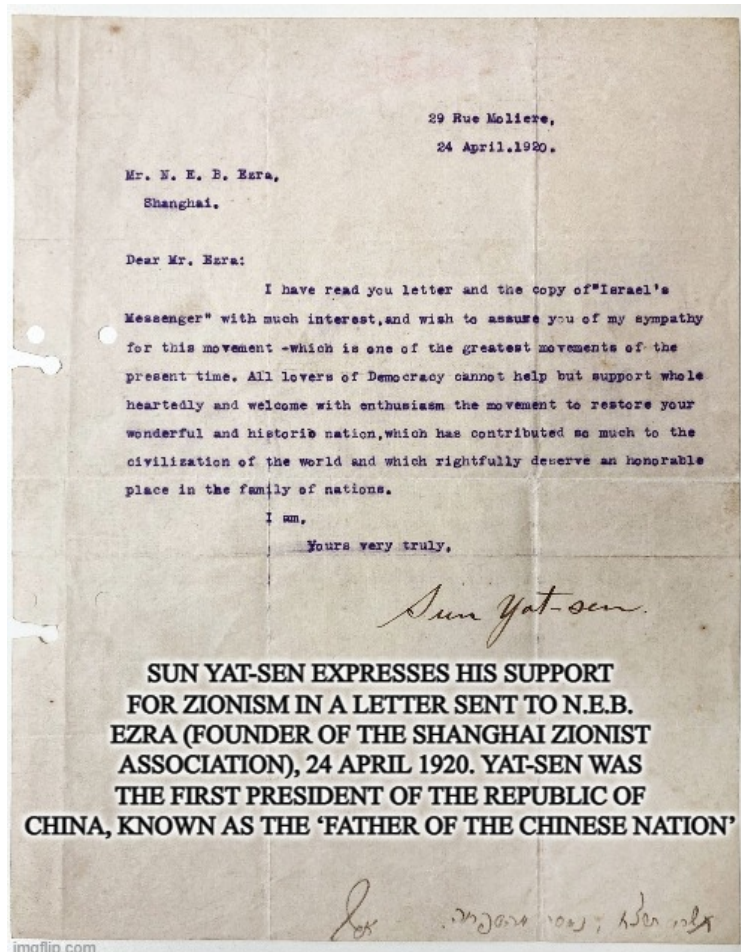 29 Rue Moliere,
24 April.1920.
Mr. N. E. B. Ezra,
Shanghai.
Dear Mr. Ezra:
I have read you letter and the copy of"Israel's
Messenger" with much interest,and wish to assure you of my sympathy
for this movement -which is one of the greatest movements of the
present time. All lovers of Democracy cannot help but support whole
heartedly and welcome with enthusiasm the movement to restore your
wonderful and historic nation,which has contributed so much to the
civilization of the world and which rightfully deserve an honorable
place in the family of nations.
I am,
Yours very truly,
Sun Yat-sen.
SUN YAT-SEN EXPRESSES HIS SUPPORT
FOR ZIONISM IN A LETTER SENT TO N.E.B.
EZRA (FOUNDER OF THE SHANGHAI ZIONIST
ASSOCIATION), 24 APRIL 1920. YAT-SEN WAS
THE FIRST PRESIDENT OF THE REPUBLIC OF
CHINA, KNOWN AS THE ‘FATHER OF THE CHINESE NATION’
imgflip.com